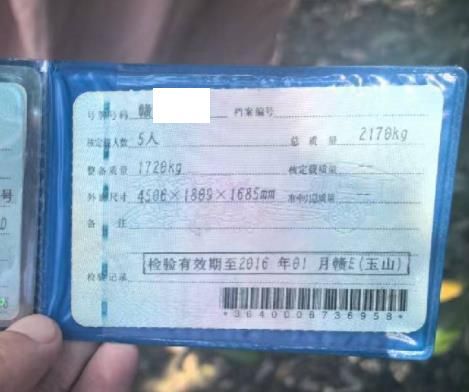 号牌号码 赣 档案编号
核定载人数 5人 总质量 2170kg
整备质量 1720kg 核定载质量 --
外廓尺寸 4506×1809×1685mm 准牵引总质量 --
备注
检验有效期至2016 年01 月赣E(玉山)
检验记录
*3640006736958*
号